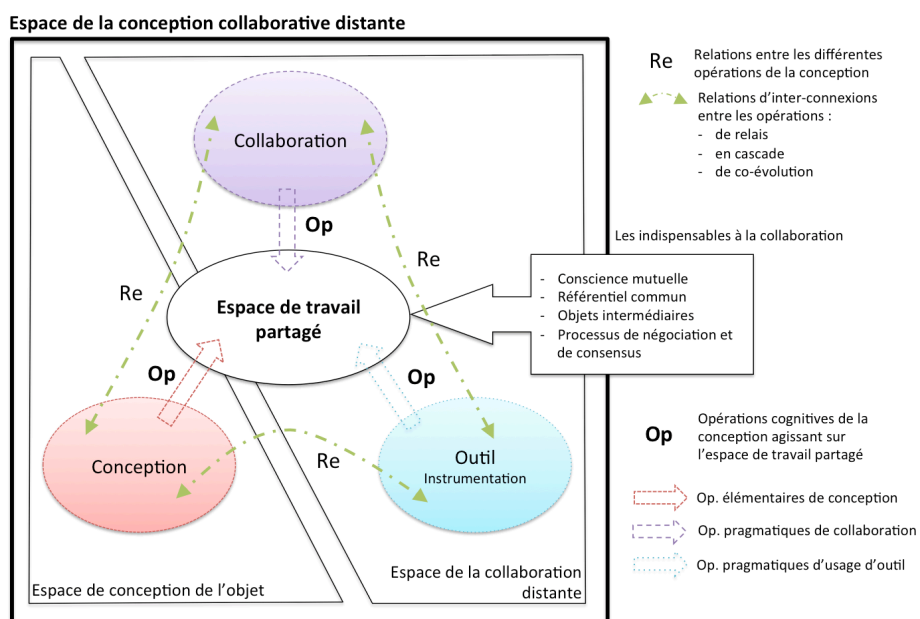 Espace de la conception collaborative distante
Collaboration
Op
Re
Re
Espace de travail
partagé
Op
Op
Conception
Re
Outil
Instrumentation
Espace de conception de l'objet
Espace de la collaboration
distante
Re
Relations entre les différentes
opérations de la conception
Relations d'inter-connexions
entre les opérations :
- de relais
- en cascade
- de co-évolution
Les indispensables à la collaboration
- Conscience mutuelle
- Référentiel commun
- Objets intermédiaires
- Processus de négociation et
de consensus
Op
Opérations cognitives de la
conception agissant sur
l'espace de travail partagé
Op. élémentaires de conception
Op. pragmatiques de collaboration
Op. pragmatiques d'usage d'outil